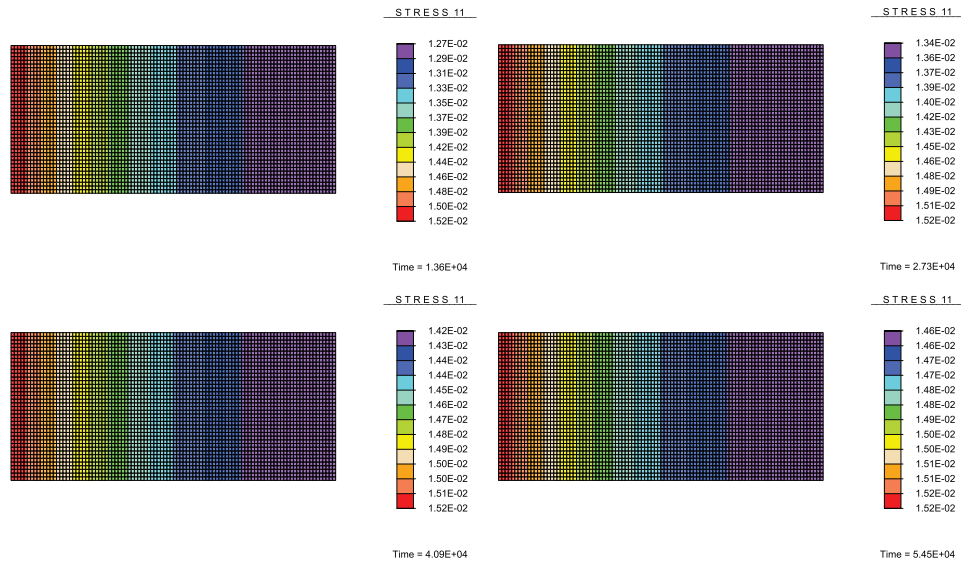 STRESS 11
1.27E-02
1.29E-02
1.31E-02
1.33E-02
1.35E-02
1.37E-02
1.39E-02
1.42E-02
1.44E-02
1.46E-02
1.48E-02
1.50E-02
1.52E-02
Time = 1.36E+04
STRESS 11
1.34E-02
1.36E-02
1.37E-02
1.39E-02
1.40E-02
1.42E-02
1.43E-02
1.45E-02
1.46E-02
1.48E-02
1.49E-02
1.51E-02
1.52E-02
Time = 2.73E+04
STRESS 11
1.42E-02
1.43E-02
1.44E-02
1.44E-02
1.45E-02
1.46E-02
1.47E-02
1.48E-02
1.49E-02
1.50E-02
1.50E-02
1.51E-02
1.52E-02
Time = 4.09E+04
STRESS 11
1.46E-02
1.46E-02
1.47E-02
1.47E-02
1.48E-02
1.48E-02
1.49E-02
1.50E-02
1.50E-02
1.51E-02
1.51E-02
1.52E-02
1.52E-02
Time = 5.45E+04